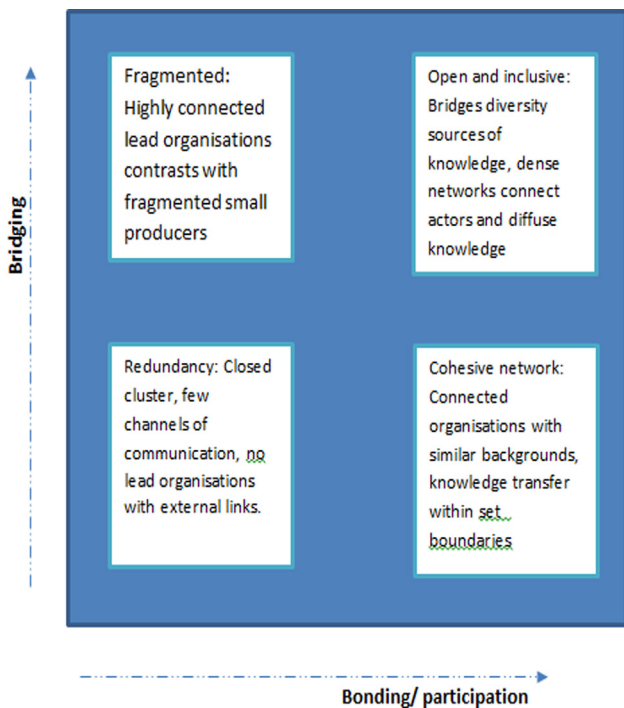 Fragmented:
Highly connected
lead organisations
contrasts with
fragmented small
producers
Open and inclusive:
Bridges diversity
sources of
knowledge, dense
networks connect
actors and diffuse
knowledge
Bridging
Redundancy: Closed
cluster, few
channels of
communication, no
lead organisations
with external links.
Cohesive network:
Connected
organisations with
similar backgrounds,
knowledge transfer
within set
boundaries
Bonding/ participation